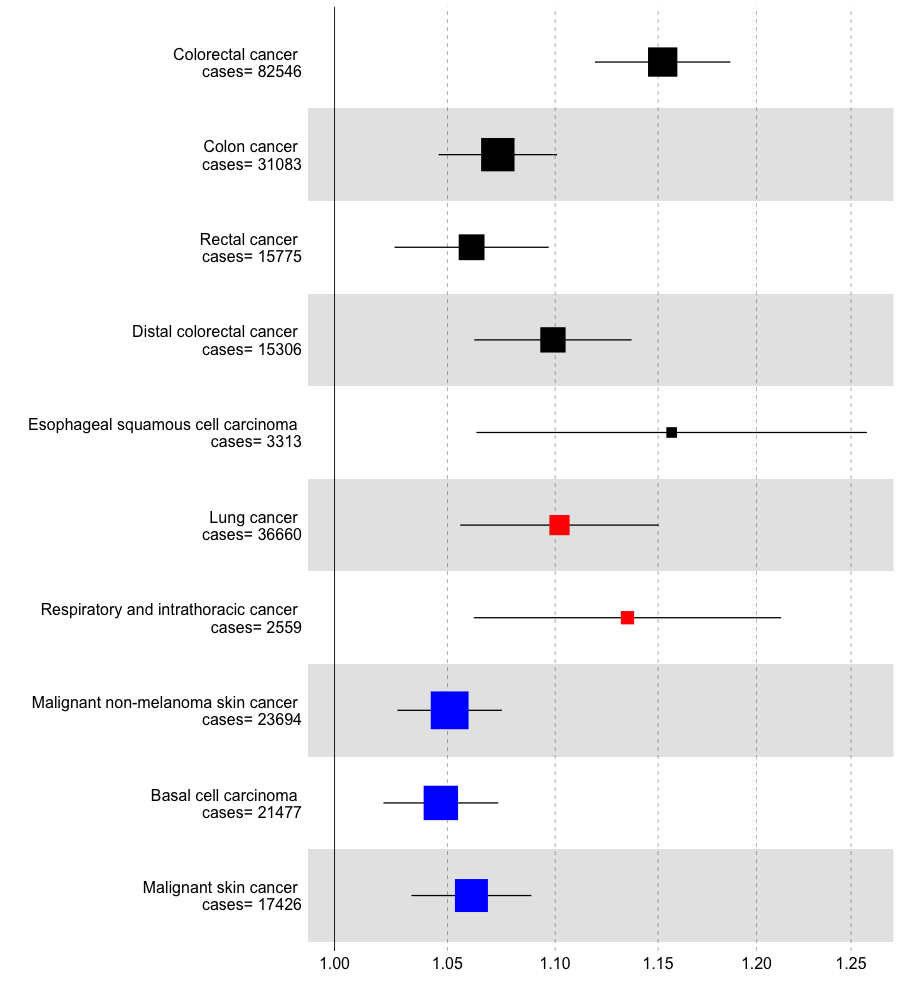 Colorectal cancer
cases= 82546
Colon cancer
cases= 31083
Rectal cancer
cases= 15775
Distal colorectal cancer
cases= 15306
Esophageal squamous cell carcinoma
cases= 3313
Lung cancer
cases= 36660
Respiratory and intrathoracic cancer
cases= 2559
Malignant non-melanoma skin cancer
cases= 23694
Basal cell carcinoma
cases= 21477
Malignant skin cancer
cases= 17426
1.00 1.05 1.10 1.15 1.20 1.25